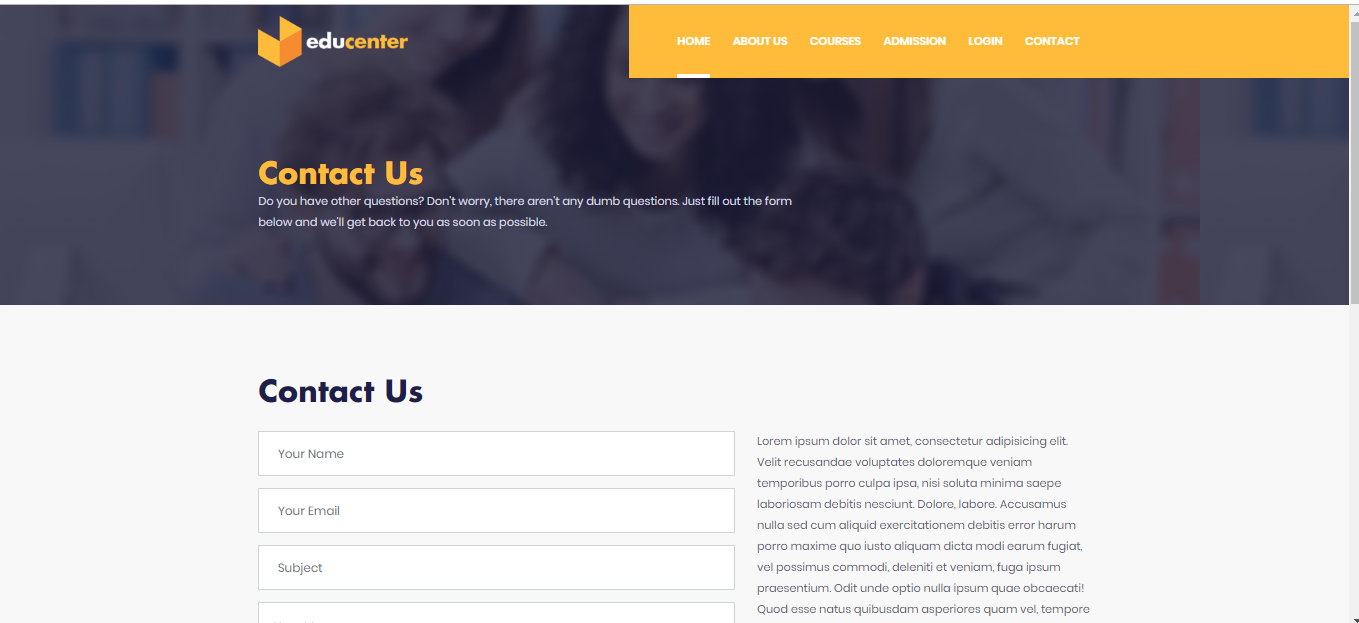 educenter
HOME ABOUT US COURSES ADMISSION LOGIN CONTACT
Contact Us
Do you have other questions? Don't worry, there aren't any dumb questions. Just fill out the form
below and we'll get back to you as soon as possible.
Contact Us
Your Name
Your Email
Subject
Lorem ipsum dolor sit amet, consectetur adipisicing elit.
Velit recusandae voluptates doloremque veniam
temporibus porro culpa ipsa, nisi soluta minima saepe
laboriosam debitis nesciunt. Dolore, labore. Accusamus
nulla sed cum aliquid exercitationem debitis error harum
porro maxime quo iusto aliquam dicta modi earum fugiat,
vel possimus commodi, deleniti et veniam, fuga ipsum
praesentium. Odit unde optio nulla ipsum quae obcaecati!
Quod esse natus quibusdam asperiores quam vel, tempore